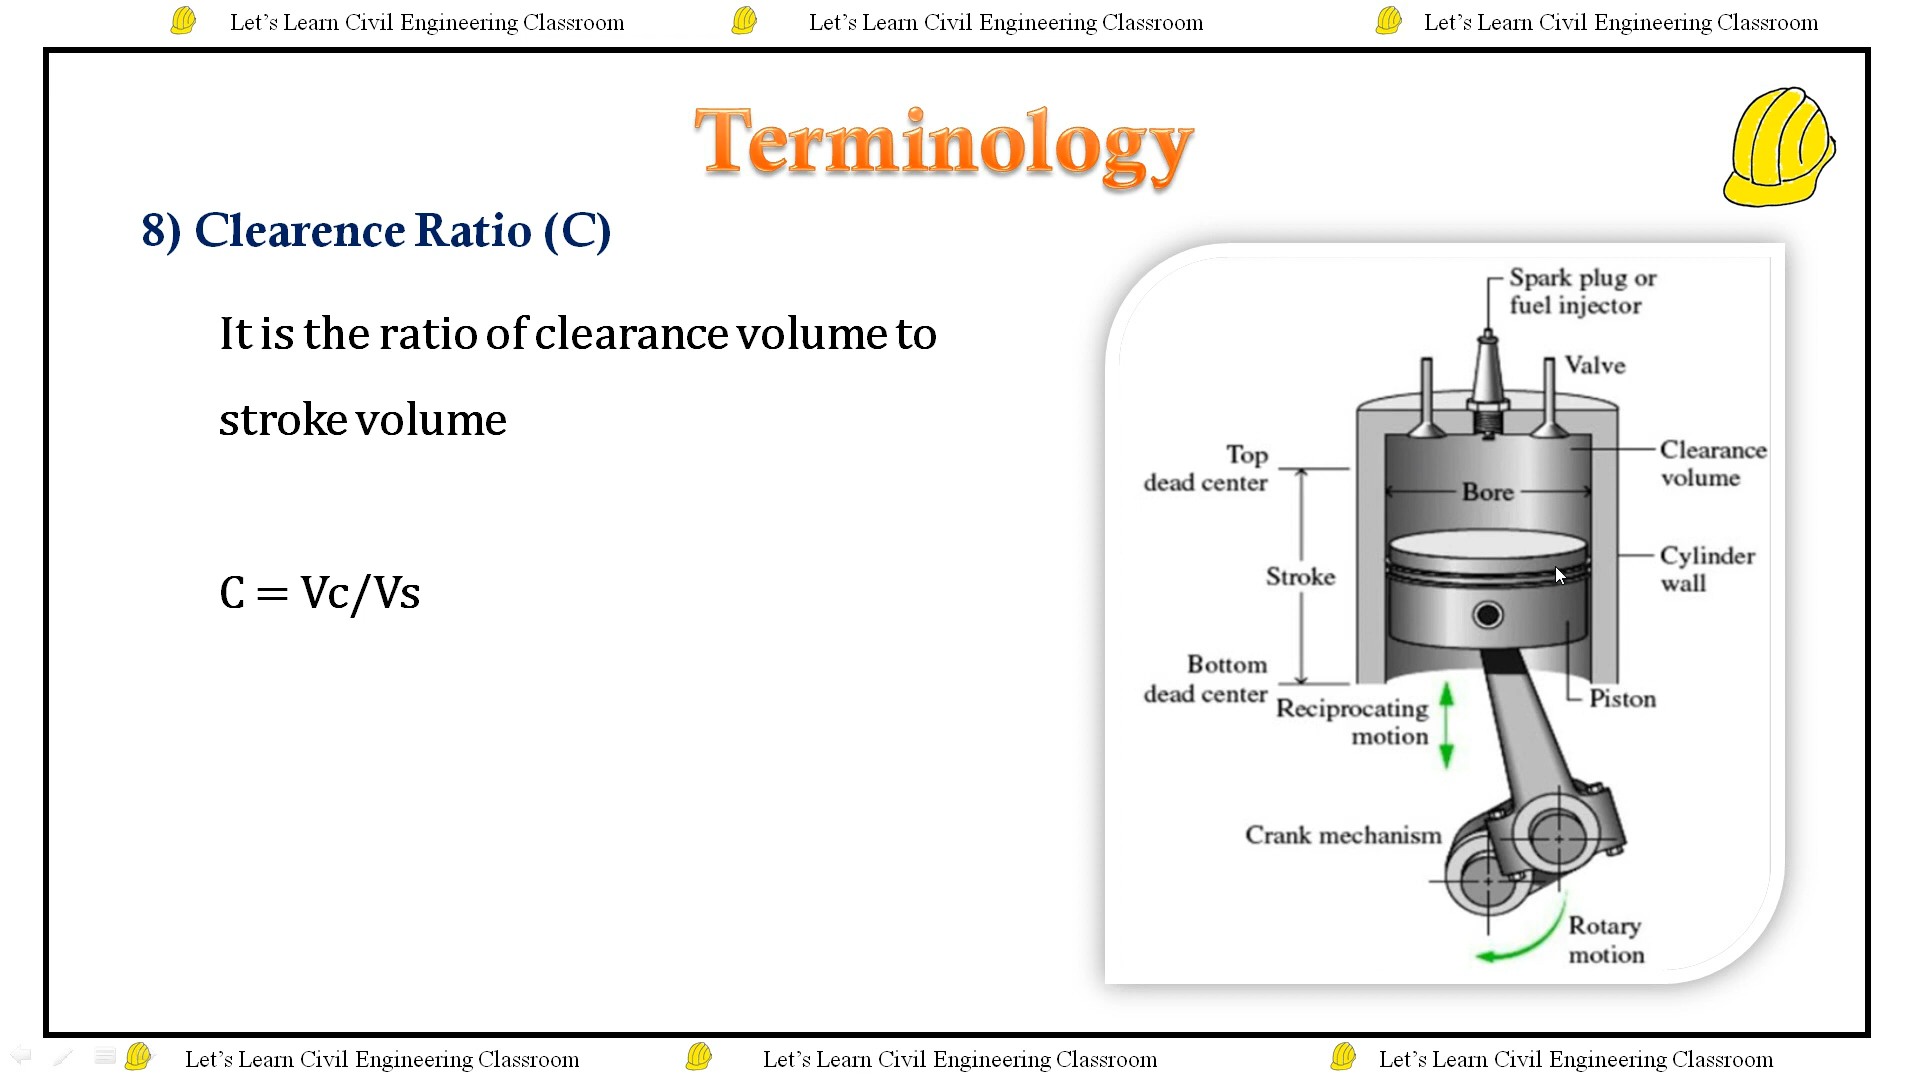 Let's Learn Civil Engineering Classroom
Let's Learn Civil Engineering Classroom
Let's Learn Civil Engineering Classroom
Terminology
8) Clearence Ratio (C)
It is the ratio of clearance volume to
stroke volume
C = Vc/Vs
Spark plug or
fuel injector
Valve
Top
dead center
Clearance
volume
Bore
Stroke
Cylinder
wall
Bottom
dead center
Reciprocating
motion
Piston
Crank mechanism
Rotary
motion
Let's Learn Civil Engineering Classroom
Let's Learn Civil Engineering Classroom
Let's Learn Civil Engineering Classroom